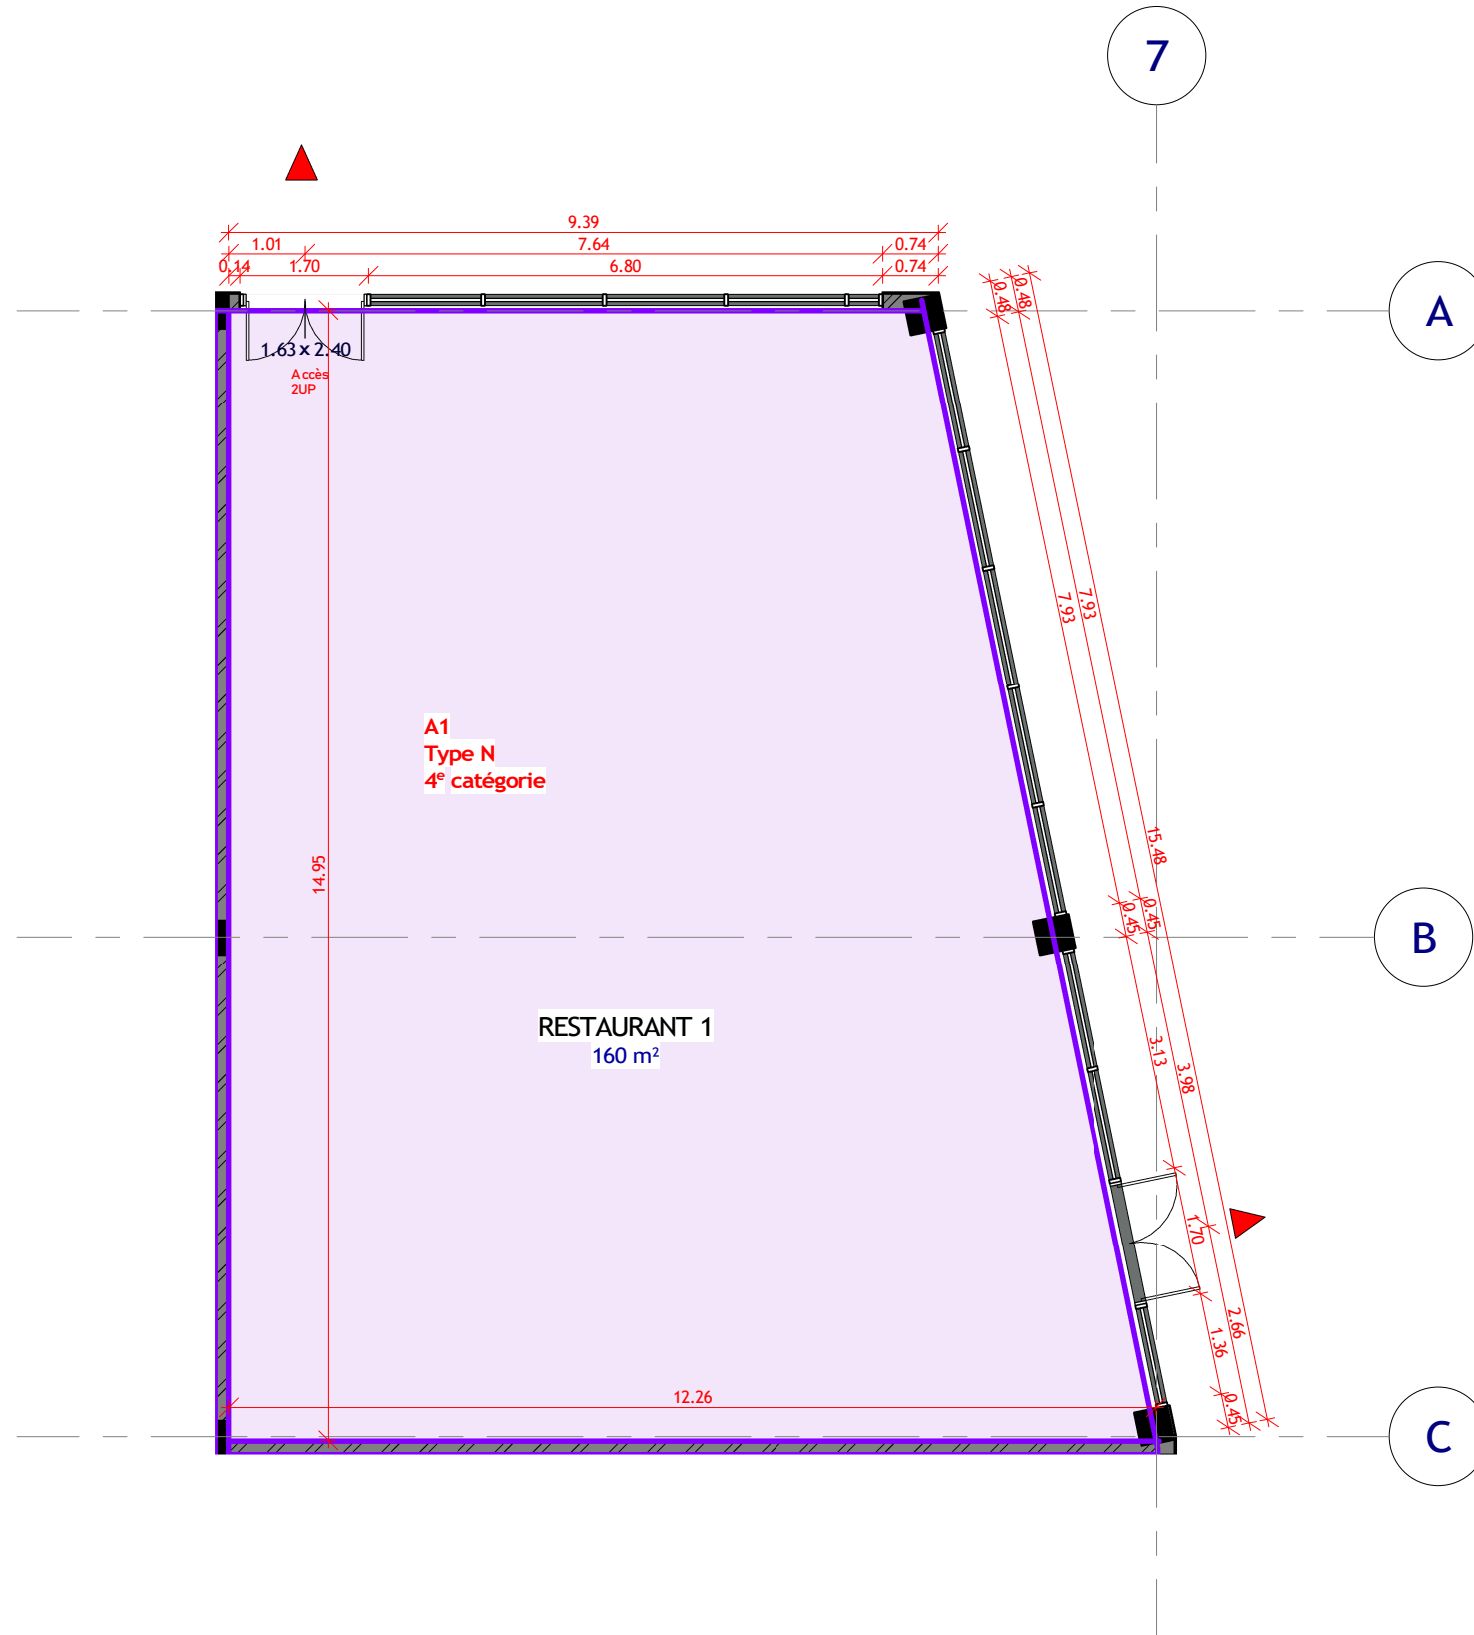 7
9.39
1.01 7.64 0.74
0.14 1.70 6.80 0.74
0.48 0.48
A
1.63 x 2.40
Accès
2UP
7.93 7.93
A1
Type N
4e catégorie
14.95
15.48
0.45 0.45
B
RESTAURANT 1
160 m²
3.13 3.98
1.70
2.66
1.36
12.26
0.45
C